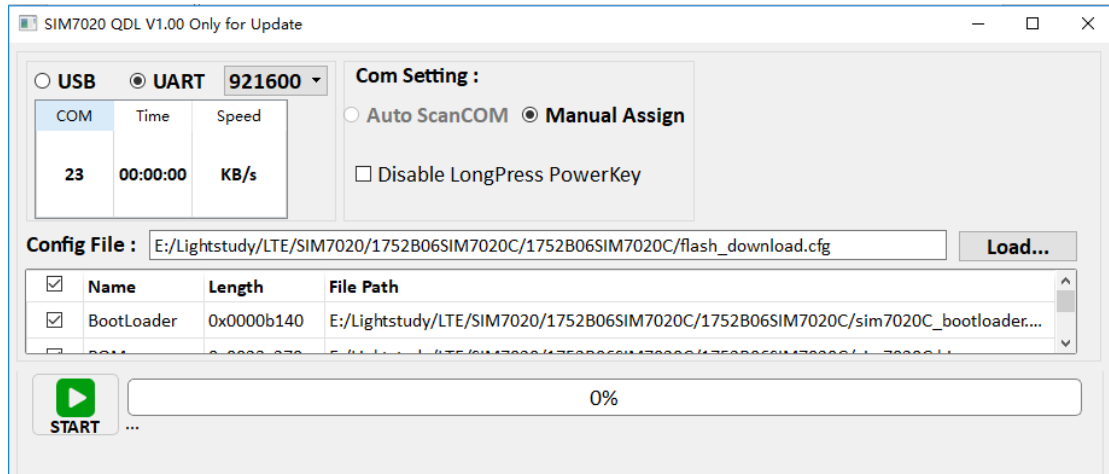 SIM7020 QDL V1.00 Only for Update
USB UART 921600
Com Setting :
COM Time Speed
Auto ScanCOM Manual Assign
23 00:00:00 KB/s
Disable LongPress PowerKey
Config File : E:/Lightstudy/LTE/SIM7020/1752B06SIM7020C/1752B06SIM7020C/flash_download.cfg Load...
Name Length File Path
BootLoader 0x0000b140 E:/Lightstudy/LTE/SIM7020/1752B06SIM7020C/1752B06SIM7020C/sim7020C_bootloader....
0%
START ...